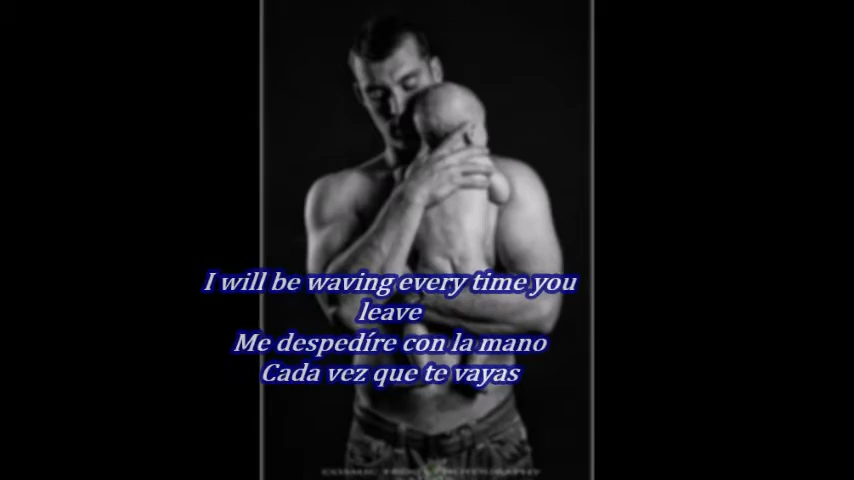 I will be waving every time you
leave
Me despedíre con la mano
Cada vez que te vayas